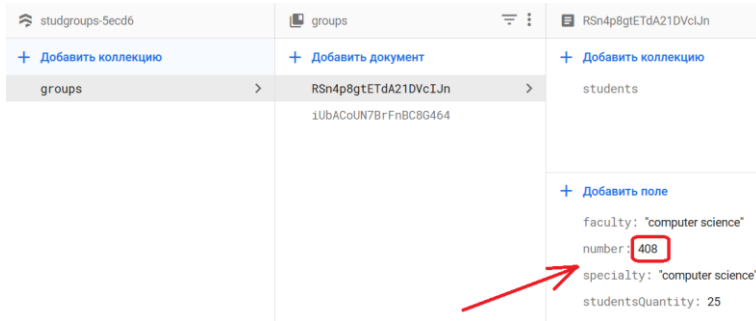 studgroups-5ecd6
groups
RSn4p8gtETdA21DVcIJn
+ Добавить коллекцию
+ Добавить документ
+ Добавить коллекцию
groups
RSn4p8gtETdA21DVcIJn
students
iUbACoUN7BrFnBC8G464
+ Добавить поле
faculty: "computer science"
number: 408
specialty: "computer science"
studentsQuantity: 25